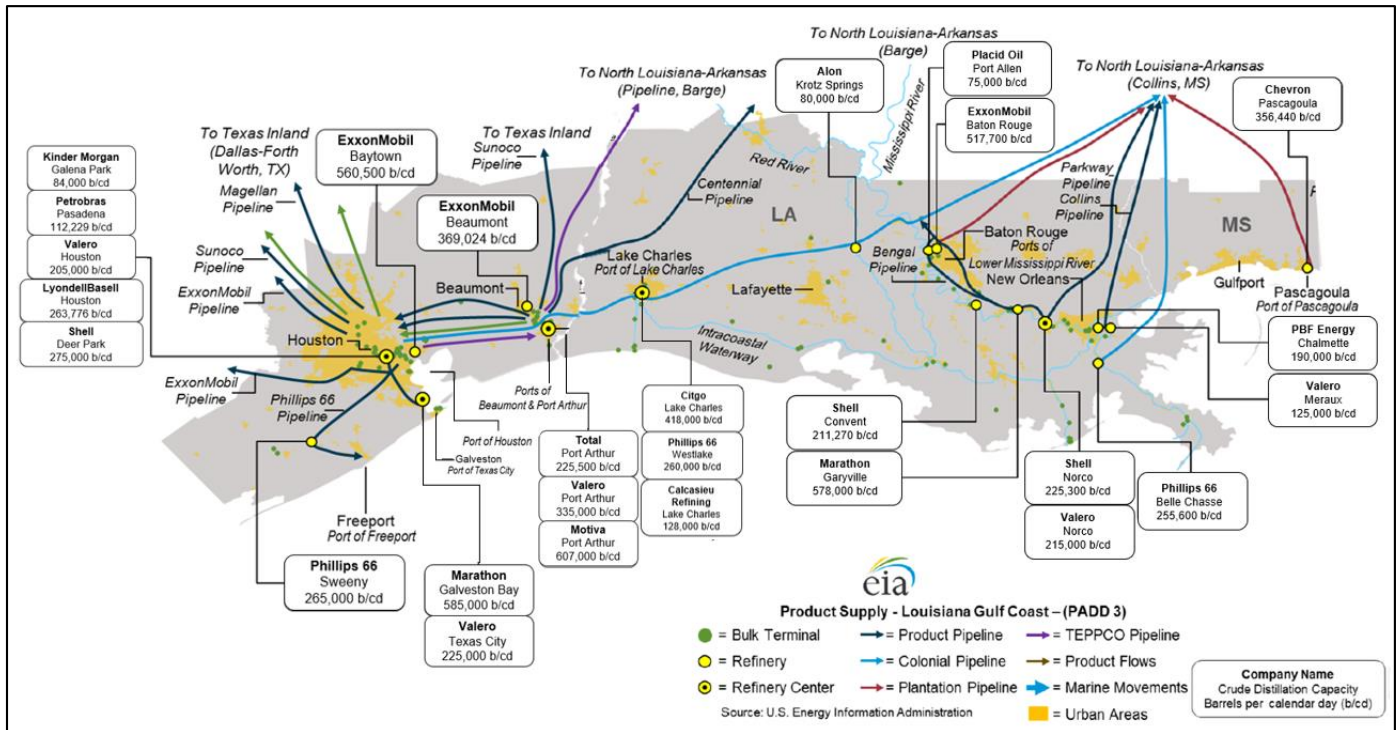 To North Louisiana-Arkansas
(Barge)
To North Louisiana-Arkansas
(Pipeline, Barge)
To North Louisiana-Arkansas
(Collins, MS)
Placid Oil
Port Allen
75,000 b/cd
Alon
Krotz Springs
80,000 b/cd
Chevron
Pascagoula
356,440 b/cd
ExxonMobil
Baton Rouge
517,700 b/cd
Mississippi River
To Texas Inland
(Dallas-Forth
Worth, TX)
Magellan
Pipeline
ExxonMobil
Baytown
560,500 b/cd
To Texas Inland
Sunoco
Pipeline
Red River
Kinder Morgan
Galena Park
84,000 b/cd
Petrobras
Pasadena
112,229 b/cd
Valero
Houston
205,000 b/cd
LyondellBasell
Houston
263,776 b/cd
Shell
Deer Park
275,000 b/cd
Centennial
Pipeline
Parkway
Pipeline
Collins
Pipeline
ExxonMobil
Beaumont
369,024 b/cd
LA
MS
Sunoco
Pipeline
ExxonMobil
Pipeline
Lake Charles
Port of Lake Charles
Baton Rouge
Ports of
Lower Mississippi River
New Orleans
Bengal
Pipeline
Beaumont
Lafayette
Gulfport
Pascagoula
Port of Pascagoula
Houston
Intracoastal
Waterway
PBF Energy
Chalmette
190,000 b/cd
Valero
Meraux
125,000 b/cd
ExxonMobil
Pipeline
Phillips 66
Pipeline
Ports of
Beaumont & Port Arthur
Port of Houston
Galveston
Port of Texas City
Citgo
Lake Charles
418,000 b/cd
Phillips 66
Westlake
260,000 b/cd
Calcasieu
Refining
Lake Charles
128,000 b/cd
Total
Port Arthur
225,500 b/cd
Valero
Port Arthur
335,000 b/cd
Motiva
Port Arthur
607,000 b/cd
Shell
Convent
211,270 b/cd
Marathon
Garyville
578,000 b/cd
Shell
Norco
225,300 b/cd
Valero
Norco
215,000 b/cd
Phillips 66
Belle Chasse
255,600 b/cd
Freeport
Port of Freeport
Phillips 66
Sweeny
265,000 b/cd
Marathon
Galveston Bay
585,000 b/cd
Valero
Texas City
225,000 b/cd
eia
Product Supply - Louisiana Gulf Coast – (PADD 3)
= Bulk Terminal
= Product Pipeline
= TEPPCO Pipeline
= Refinery
= Colonial Pipeline
= Product Flows
= Refinery Center
= Plantation Pipeline
= Marine Movements
Source: U.S. Energy Information Administration
= Urban Areas
Company Name
Crude Distillation Capacity
Barrels per calendar day (b/cd)